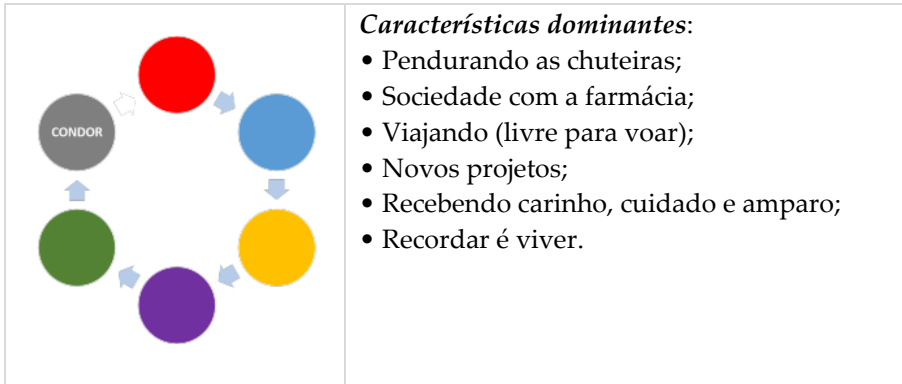 CONDOR
Características dominantes:
• Pendurando as chuteiras;
• Sociedade com a farmácia;
• Viajando (livre para voar);
• Novos projetos;
• Recebendo carinho, cuidado e amparo;
• Recordar é viver.